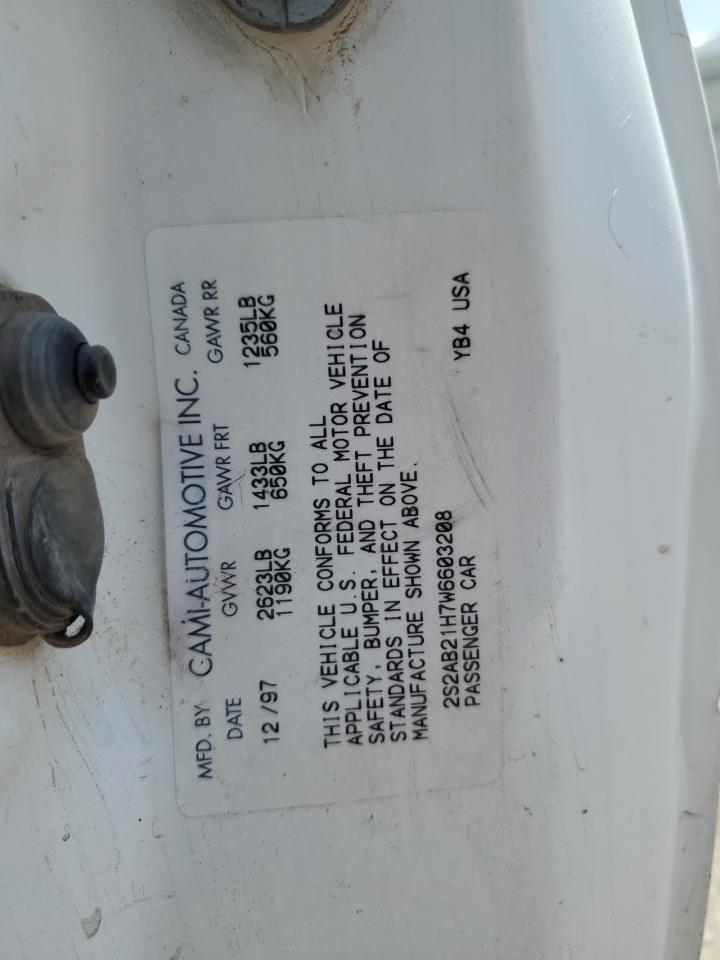 MFD. BY CAMI-AUTOMOTIVE INC. CANADA
DATE GVWR GAWR FRT GAWR RR
12/97 2623LB 1433LB 1235LB
1190KG 650KG 560KG
THIS VEHICLE CONFORMS TO ALL
APPLICABLE U.S. FEDERAL MOTOR VEHICLE
SAFETY, BUMPER, AND THEFT PREVENTION
STANDARDS IN EFFECT ON THE DATE OF
MANUFACTURE SHOWN ABOVE.
2S2AB21H7W6603208
PASSENGER CAR YB4 USA